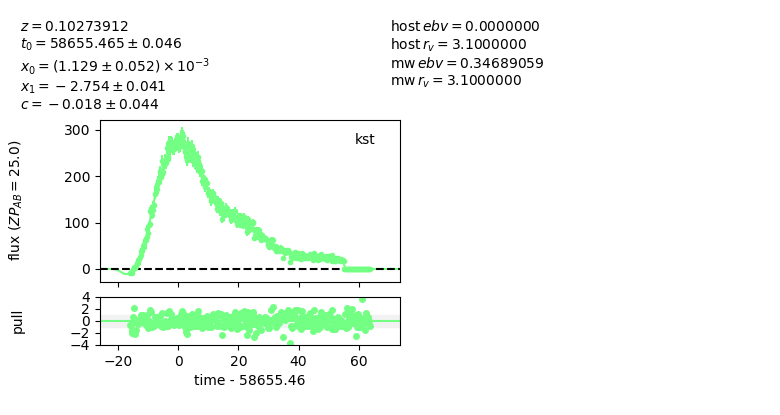 z = 0.10273912
t₀ = 58655.465 ± 0.046
x₀ = (1.129 ± 0.052) × 10⁻³
x₁ = −2.754 ± 0.041
c = −0.018 ± 0.044
host ebv = 0.0000000
host r_v = 3.1000000
mw ebv = 0.34689059
mw r_v = 3.1000000
kst
flux (ZP_AB = 25.0)
300
200
100
0
pull
4
2
0
−2
−4
−20 0 20 40 60
time - 58655.46